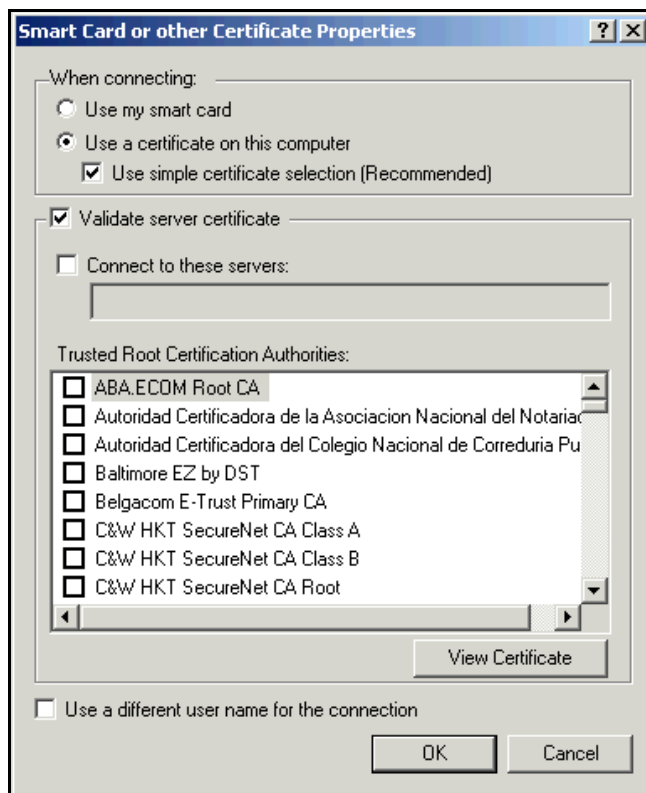 Smart Card or other Certificate Properties
When connecting:
Use my smart card
Use a certificate on this computer
Use simple certificate selection (Recommended)
Validate server certificate
Connect to these servers:
Trusted Root Certification Authorities:
ABA.ECOM Root CA
Autoridad Certificadora de la Asociacion Nacional del Notariac
Autoridad Certificadora del Colegio Nacional de Correduria Pu
Baltimore EZ by DST
Belgacom E-Trust Primary CA
C&W HKT SecureNet CA Class A
C&W HKT SecureNet CA Class B
C&W HKT SecureNet CA Root
View Certificate
Use a different user name for the connection
OK Cancel